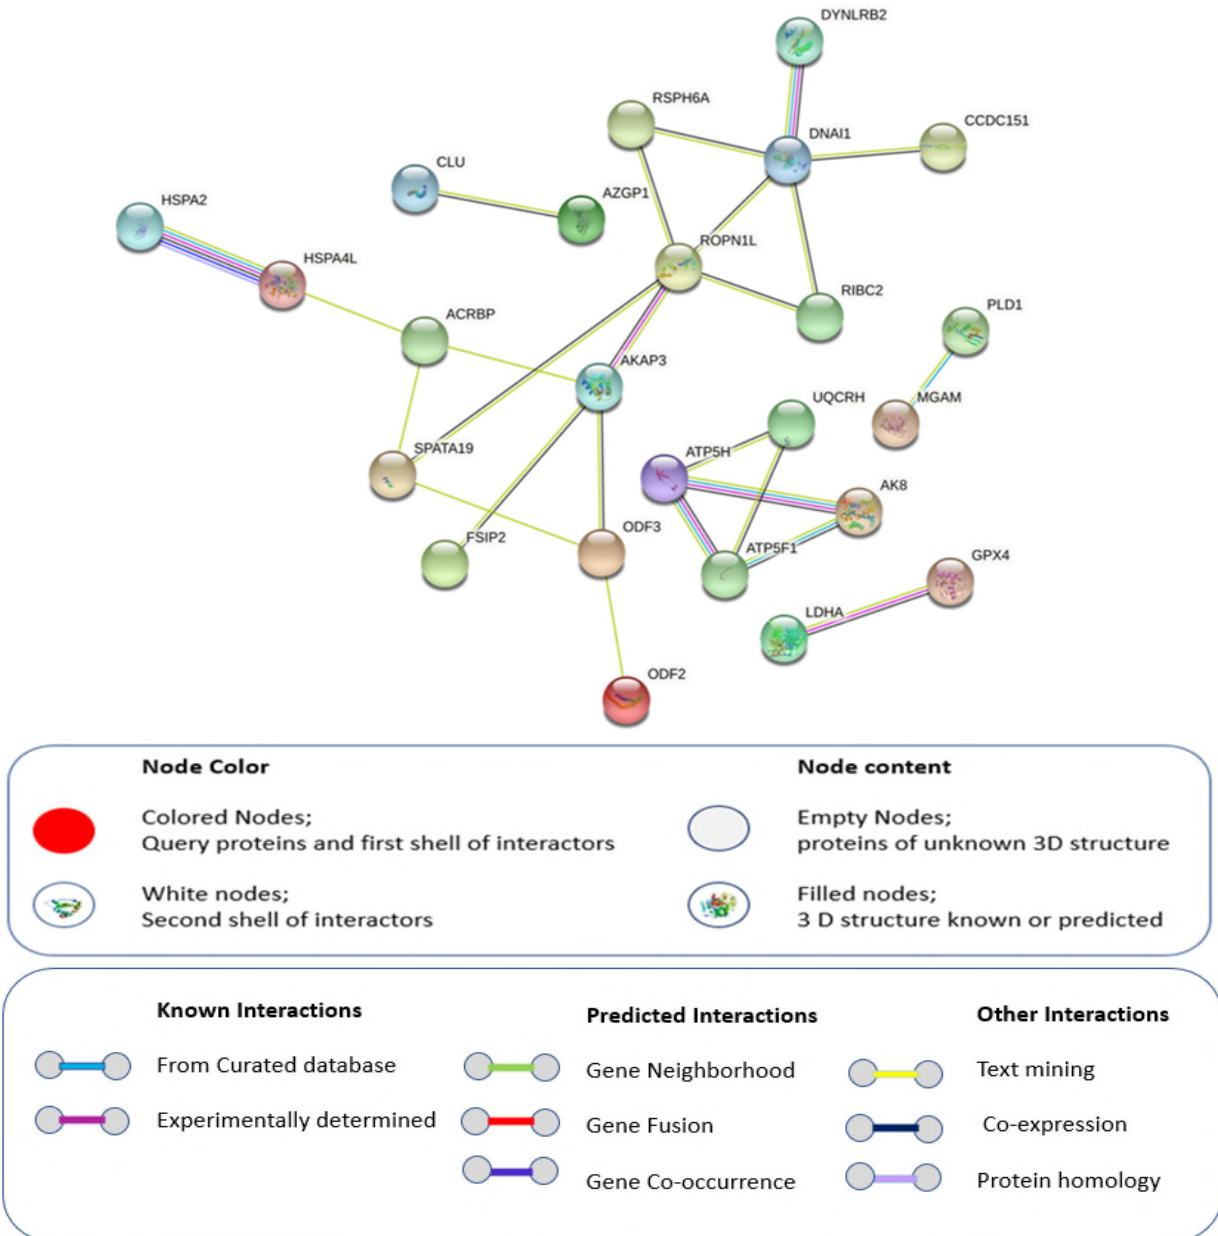 DYNLRB2
RSPH6A
CCDC151
DNAI1
CLU
AZGP1
HSPA2
ROPN1L
HSPA4L
RIBC2
PLD1
ACRBP
AKAP3
UQCRH
MGAM
SPATA19
ATP5H
AK8
FSIP2
ODF3
ATP5F1
GPX4
LDHA
ODF2
Node Color
Colored Nodes;
Query proteins and first shell of interactors
White nodes;
Second shell of interactors
Node content
Empty Nodes;
proteins of unknown 3D structure
Filled nodes;
3 D structure known or predicted
Known Interactions
From Curated database
Experimentally determined
Predicted Interactions
Gene Neighborhood
Gene Fusion
Gene Co-occurrence
Other Interactions
Text mining
Co-expression
Protein homology